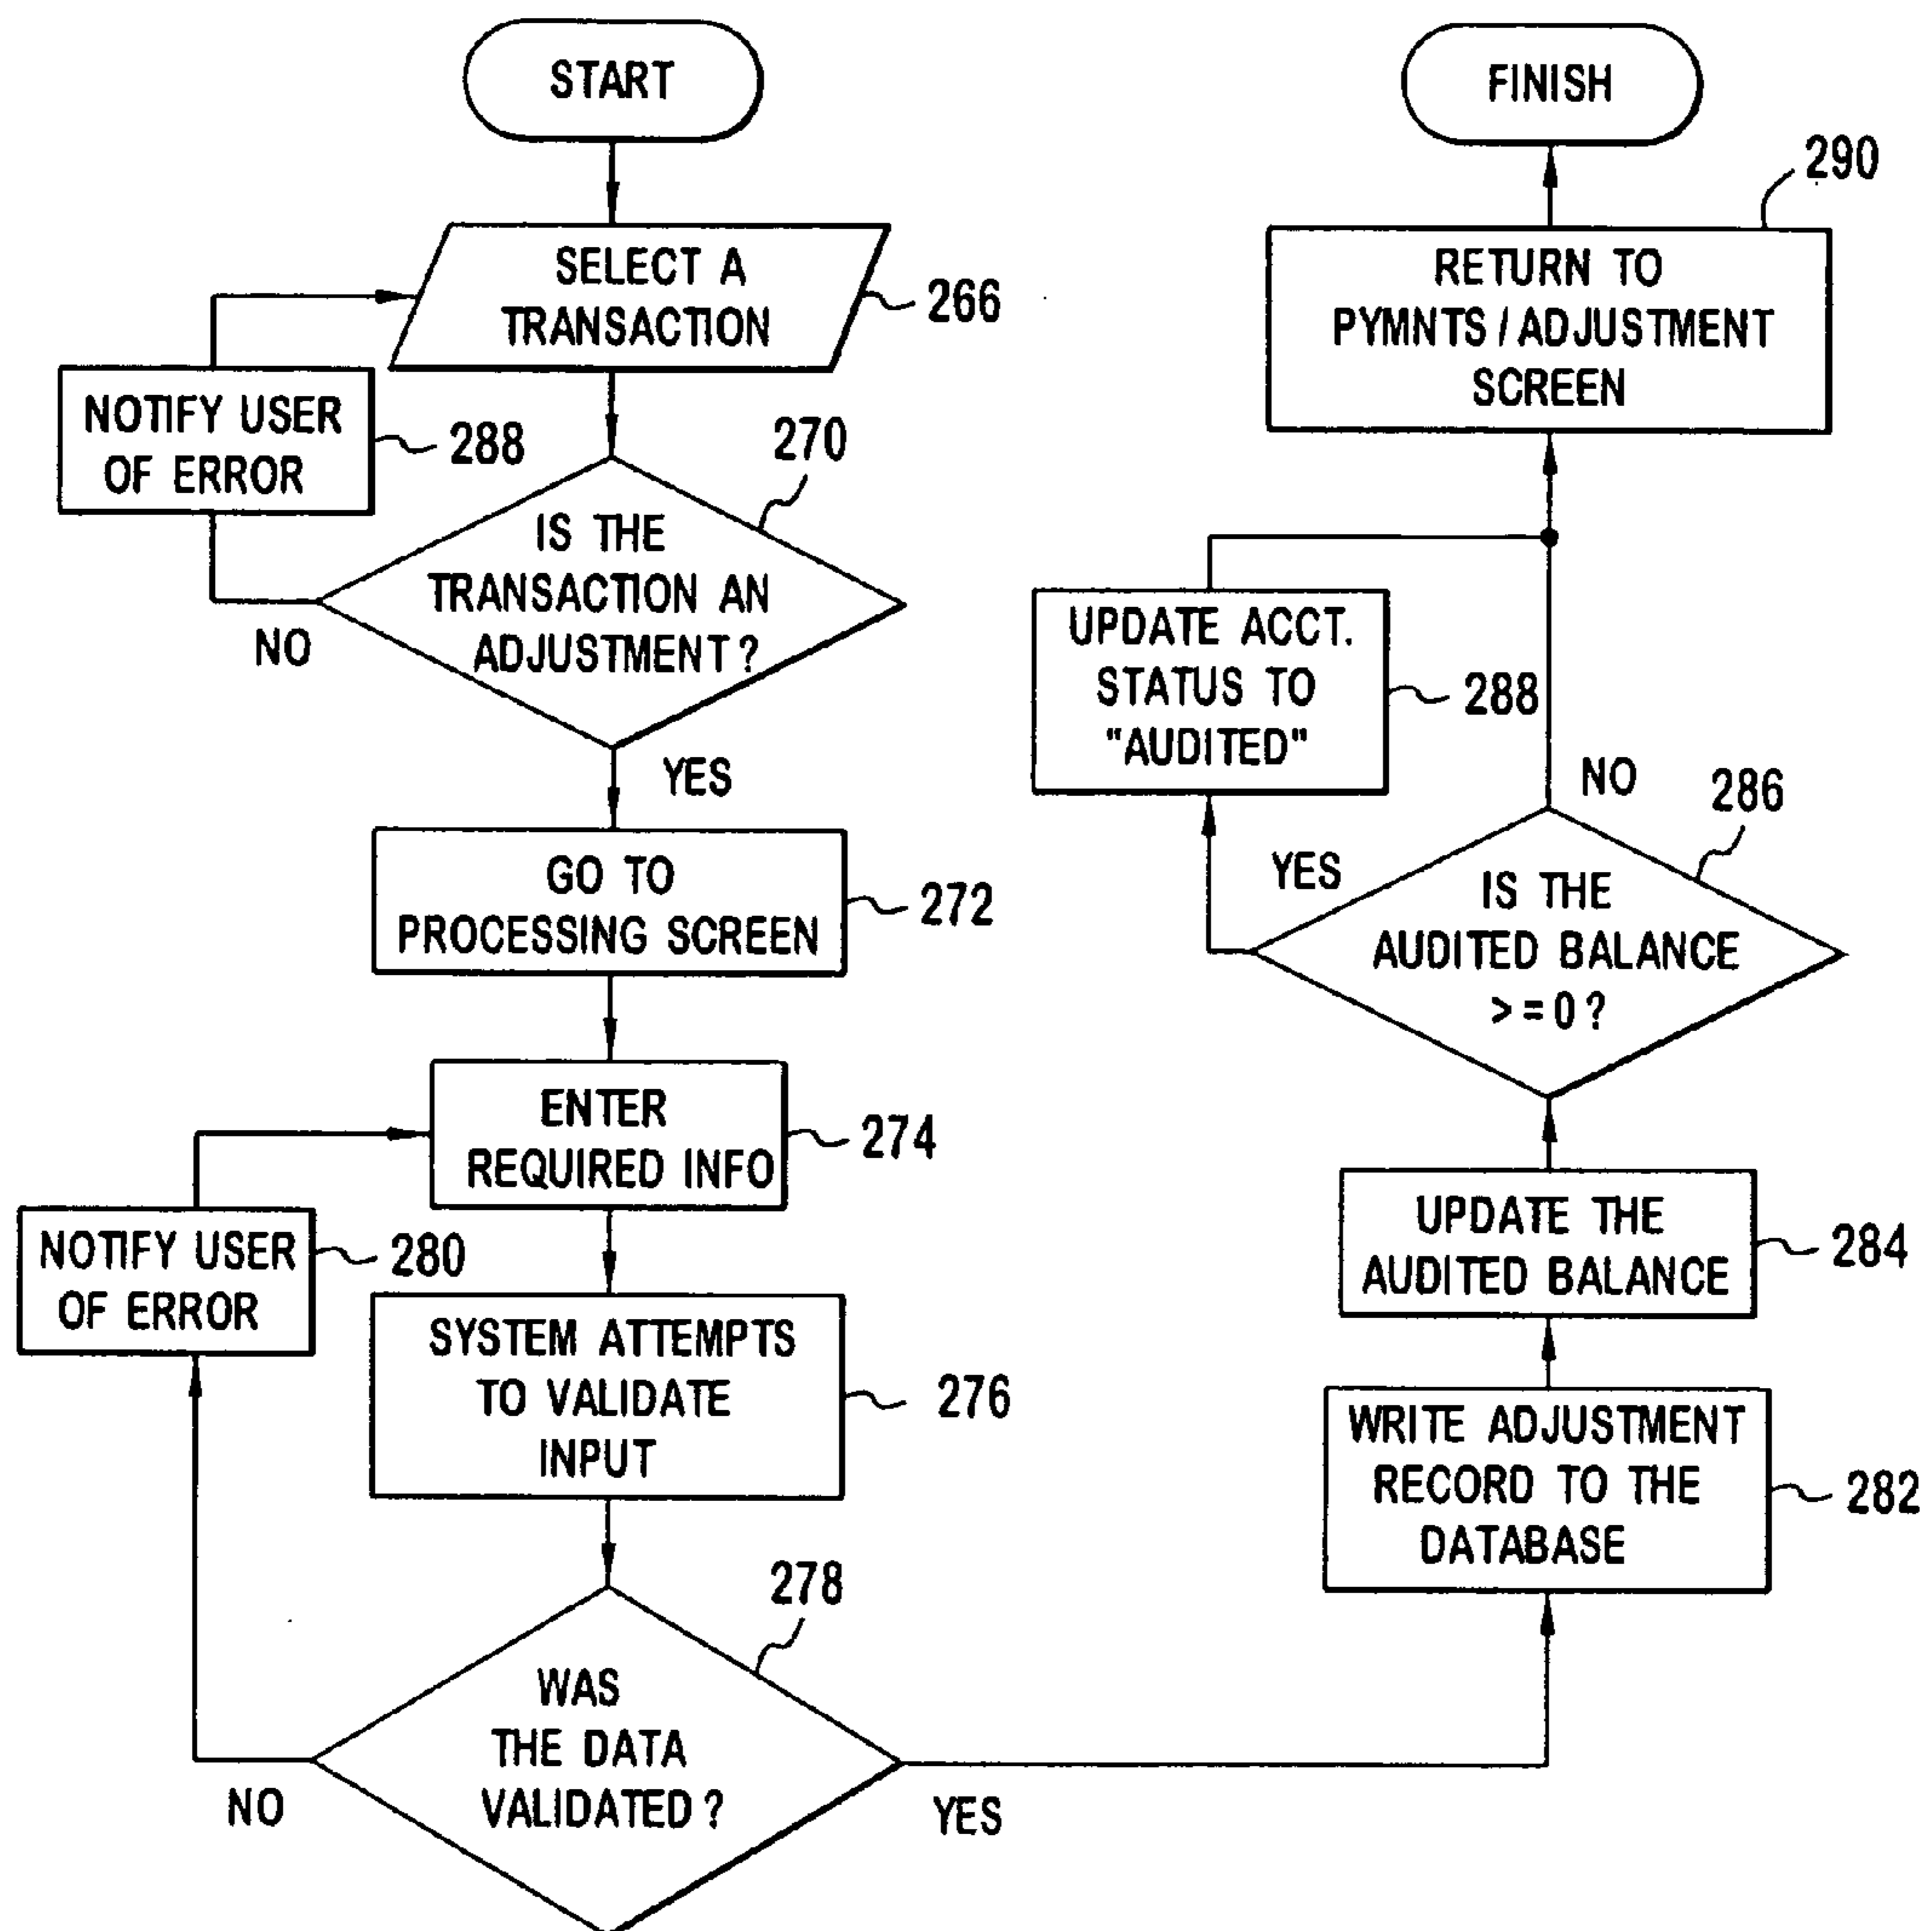 START
SELECT A
TRANSACTION
266
NOTIFY USER
OF ERROR
288
270
IS THE
TRANSACTION AN
ADJUSTMENT?
NO
YES
GO TO
PROCESSING SCREEN
272
ENTER
REQUIRED INFO
274
NOTIFY USER
OF ERROR
280
SYSTEM ATTEMPTS
TO VALIDATE
INPUT
276
278
WAS
THE DATA
VALIDATED?
NO
YES
WRITE ADJUSTMENT
RECORD TO THE
DATABASE
282
UPDATE THE
AUDITED BALANCE
284
286
IS THE
AUDITED BALANCE
>=0?
YES
NO
UPDATE ACCT.
STATUS TO
"AUDITED"
288
RETURN TO
PYMNTS/ADJUSTMENT
SCREEN
290
FINISH